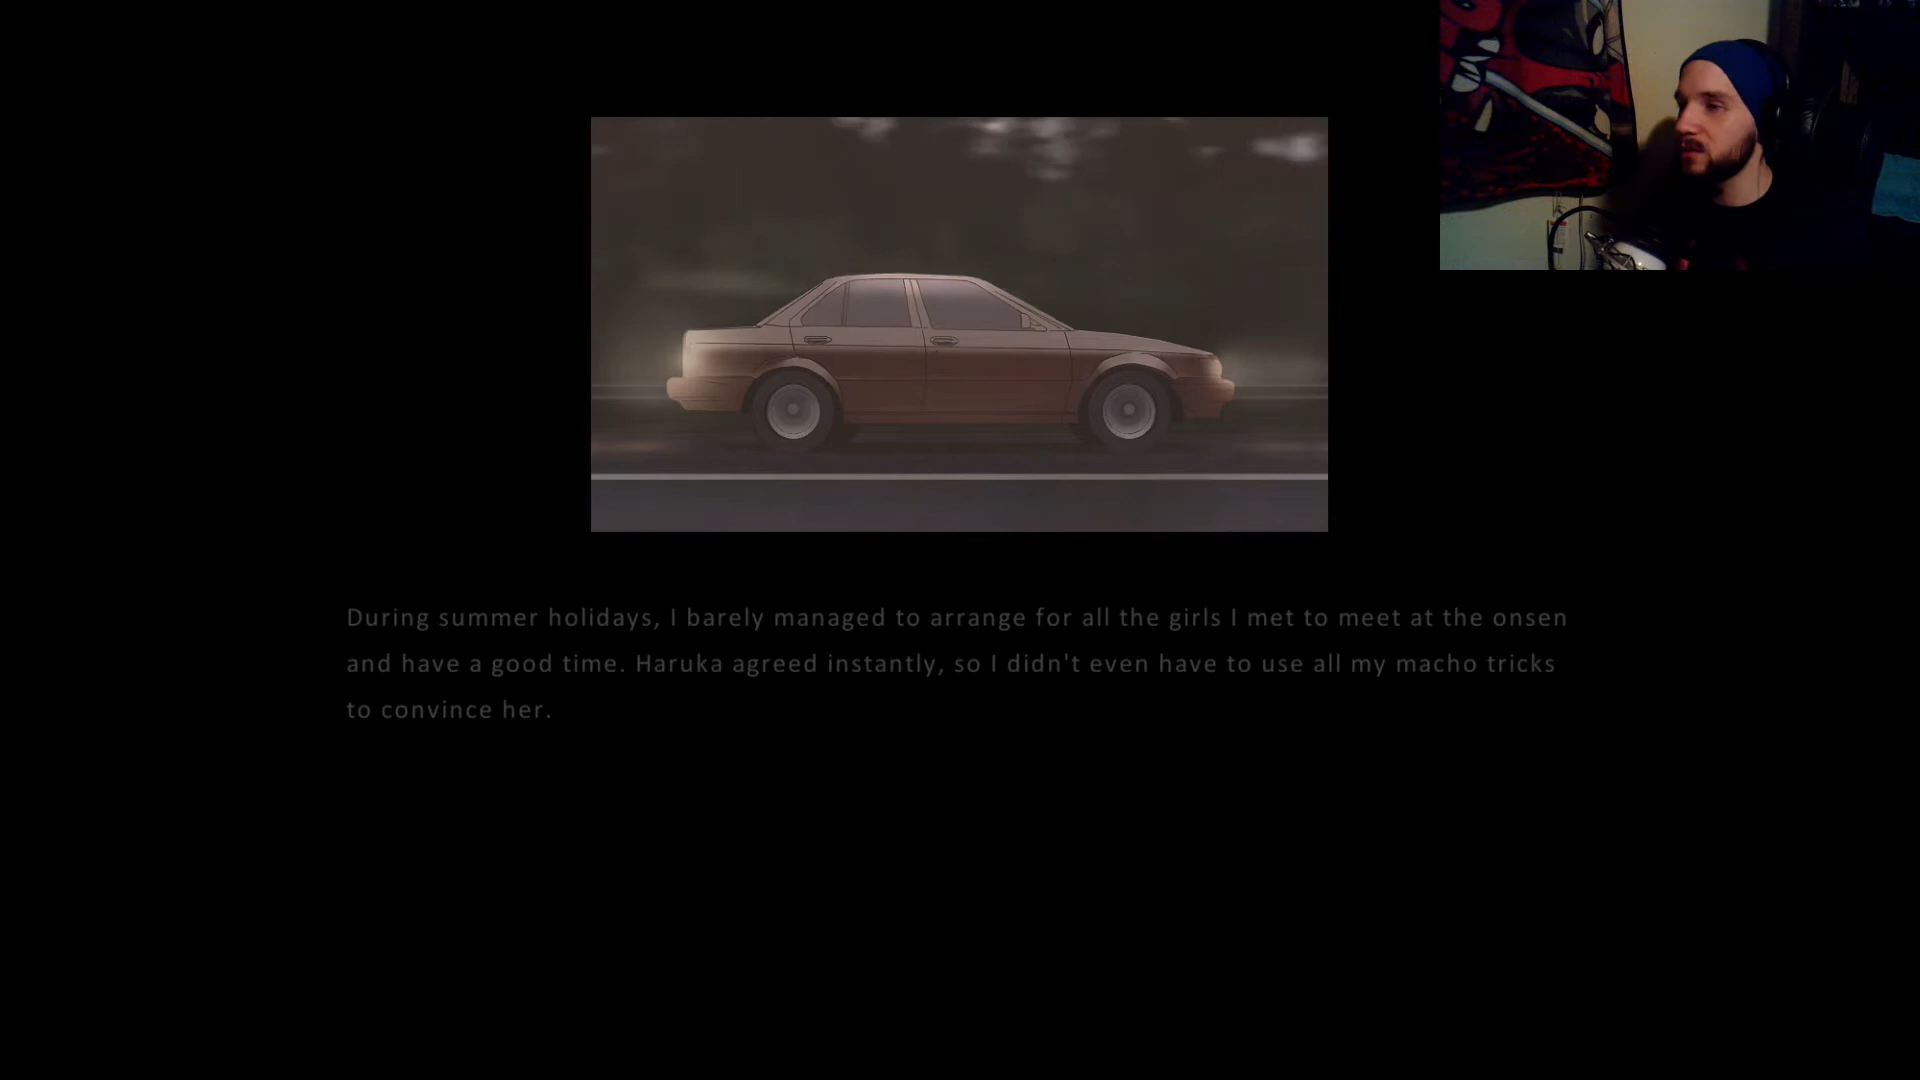 During summer holidays, I barely managed to arrange for all the girls I met to meet at the onsen
and have a good time. Haruka agreed instantly, so I didn't even have to use all my macho tricks
to convince her.